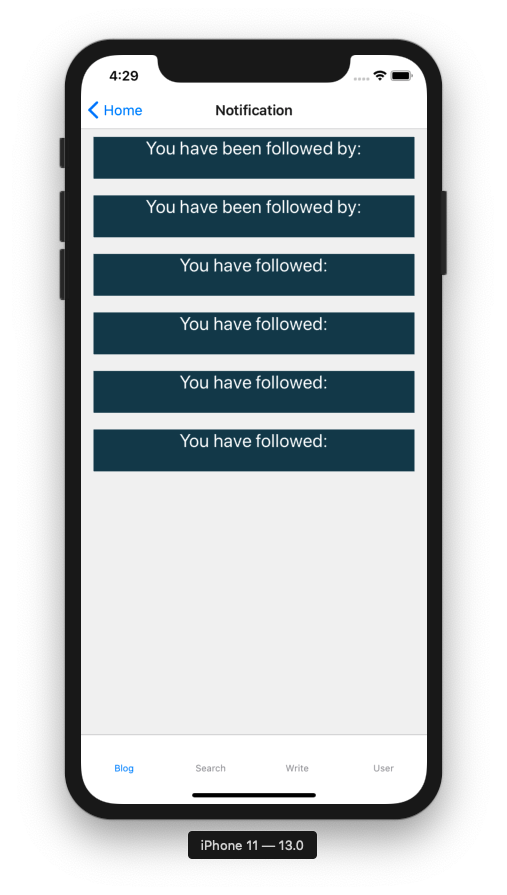 4:29
Home
Notification
You have been followed by:
You have been followed by:
You have followed:
You have followed:
You have followed:
You have followed:
Blog
Search
Write
User
iPhone 11 — 13.0